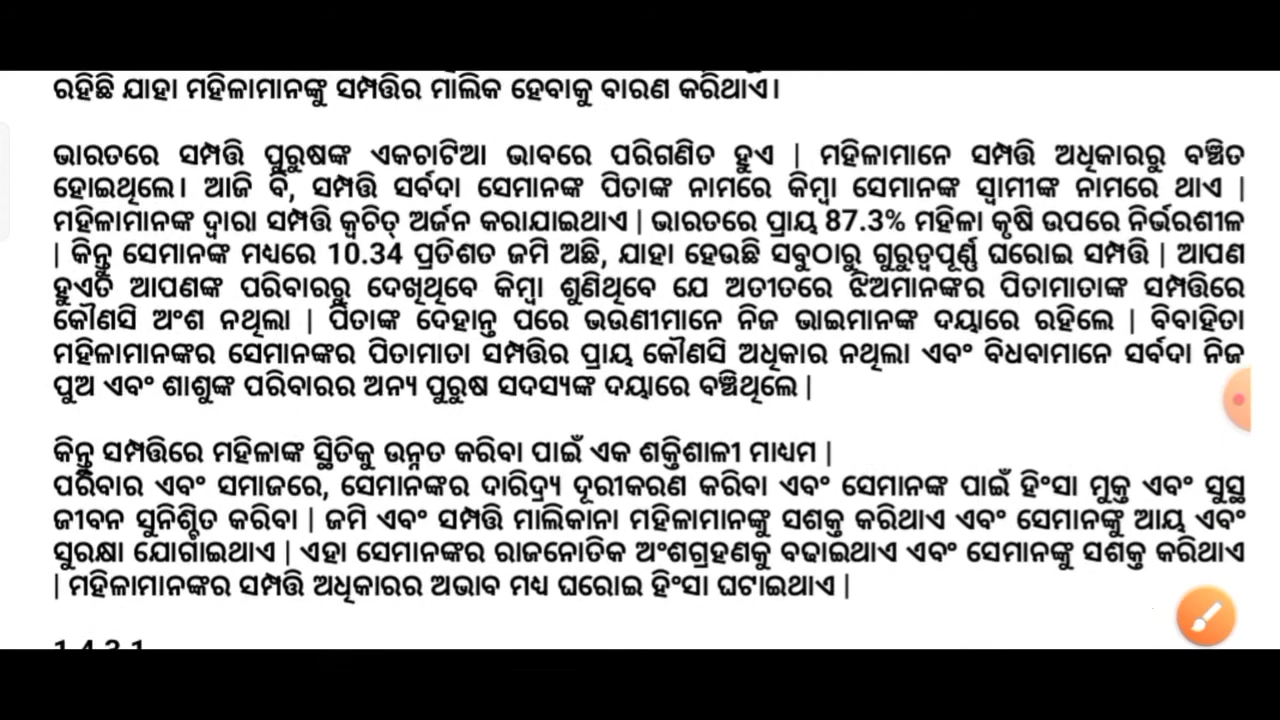 ରହିଛି ଯାହା ମହିଳାମାନଙ୍କୁ ସମ୍ପତ୍ତିର ମାଲିକ ହେବାକୁ ବାରଣ କରିଥାଏ।
ଭାରତରେ ସମ୍ପତ୍ତି ପୁରୁଷଙ୍କ ଏକଚାଟିଆ ଭାବରେ ପରିଗଣିତ ହୁଏ | ମହିଳାମାନେ ସମ୍ପତ୍ତି ଅଧିକାରରୁ ବଞ୍ଚିତ
ହୋଇଥିଲେ। ଆଜି ବି, ସମ୍ପତ୍ତି ସର୍ବଦା ସେମାନଙ୍କ ପିତାଙ୍କ ନାମରେ କିମ୍ବା ସେମାନଙ୍କ ସ୍ୱାମୀଙ୍କ ନାମରେ ଥାଏ |
ମହିଳାମାନଙ୍କ ଦ୍ୱାରା ସମ୍ପତ୍ତି କ୍ୱଚିତ୍ ଅର୍ଜନ କରାଯାଇଥାଏ | ଭାରତରେ ପ୍ରାୟ 87.3% ମହିଳା କୃଷି ଉପରେ ନିର୍ଭରଶୀଳ
| କିନ୍ତୁ ସେମାନଙ୍କ ମଧ୍ୟରେ 10.34 ପ୍ରତିଶତ ଜମି ଅଛି, ଯାହା ହେଉଛି ସବୁଠାରୁ ଗୁରୁତ୍ୱପୂର୍ଣ୍ଣ ଘରୋଇ ସମ୍ପତ୍ତି | ଆପଣ
ହୁଏତ ଆପଣଙ୍କ ପରିବାରରୁ ଦେଖିଥିବେ କିମ୍ବା ଶୁଣିଥିବେ ଯେ ଅତୀତରେ ଝିଅମାନଙ୍କର ପିତାମାତାଙ୍କ ସମ୍ପତ୍ତିରେ
କୌଣସି ଅଂଶ ନଥିଲା | ପିତାଙ୍କ ଦେହାନ୍ତ ପରେ ଭଉଣୀମାନେ ନିଜ ଭାଇମାନଙ୍କ ଦୟାରେ ରହିଲେ | ବିବାହିତା
ମହିଳାମାନଙ୍କର ସେମାନଙ୍କର ପିତାମାତା ସମ୍ପତ୍ତିର ପ୍ରାୟ କୌଣସି ଅଧିକାର ନଥିଲା ଏବଂ ବିଧବାମାନେ ସର୍ବଦା ନିଜ
ପୁଅ ଏବଂ ଶାଶୁଙ୍କ ପରିବାରର ଅନ୍ୟ ପୁରୁଷ ସଦସ୍ୟଙ୍କ ଦୟାରେ ବଞ୍ଚିଥିଲେ |
କିନ୍ତୁ ସମ୍ପତ୍ତିରେ ମହିଳାଙ୍କ ସ୍ଥିତିକୁ ଉନ୍ନତ କରିବା ପାଇଁ ଏକ ଶକ୍ତିଶାଳୀ ମାଧ୍ୟମ |
ପରିବାର ଏବଂ ସମାଜରେ, ସେମାନଙ୍କର ଦାରିଦ୍ର୍ୟ ଦୂରୀକରଣ କରିବା ଏବଂ ସେମାନଙ୍କ ପାଇଁ ହିଂସା ମୁକ୍ତ ଏବଂ ସୁସ୍ଥ
ଜୀବନ ସୁନିଶ୍ଚିତ କରିବା | ଜମି ଏବଂ ସମ୍ପତ୍ତି ମାଲିକାନା ମହିଳାମାନଙ୍କୁ ସଶକ୍ତ କରିଥାଏ ଏବଂ ସେମାନଙ୍କୁ ଆୟ ଏବଂ
ସୁରକ୍ଷା ଯୋଗାଇଥାଏ | ଏହା ସେମାନଙ୍କର ରାଜନୋତିକ ଅଂଶଗ୍ରହଣକୁ ବଢାଇଥାଏ ଏବଂ ସେମାନଙ୍କୁ ସଶକ୍ତ କରିଥାଏ
| ମହିଳାମାନଙ୍କର ସମ୍ପତ୍ତି ଅଧିକାରର ଅଭାବ ମଧ୍ୟ ଘରୋଇ ହିଂସା ଘଟାଇଥାଏ |